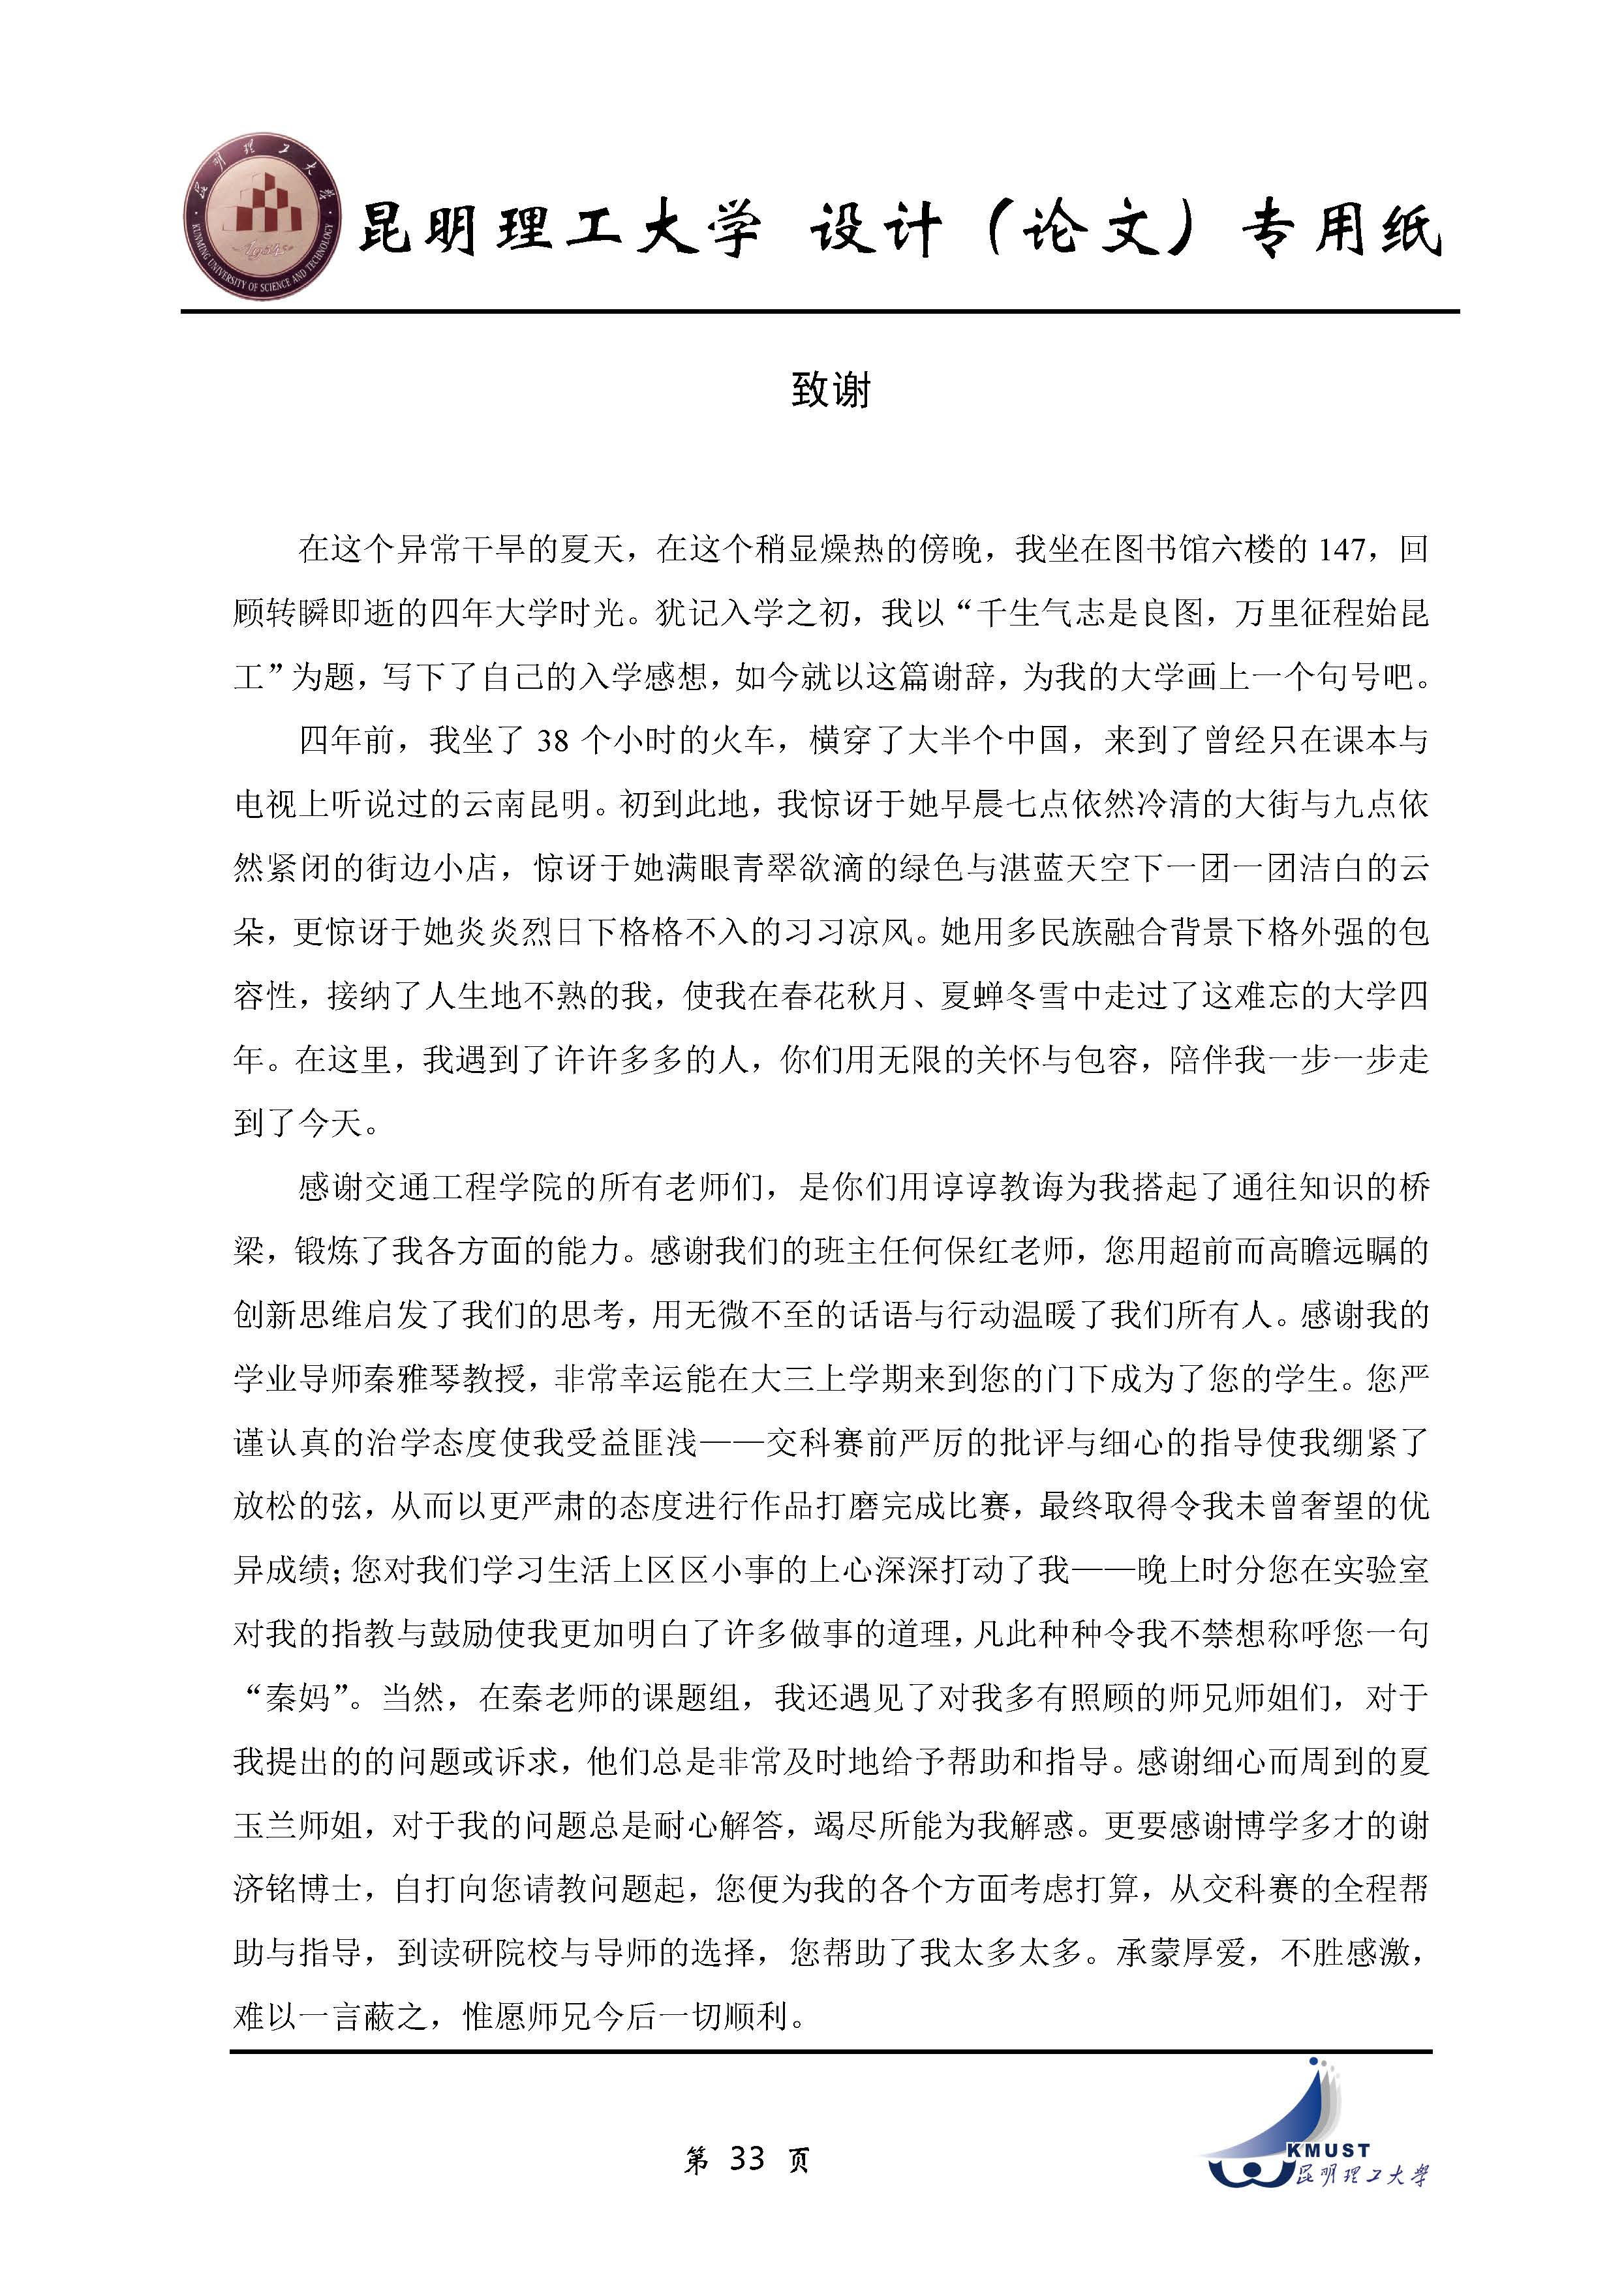 昆明理工大学
KUNMING UNIVERSITY OF SCIENCE AND TECHNOLOGY
昆明理工大学 设计（论文）专用纸
致谢
在这个异常干旱的夏天，在这个稍显燥热的傍晚，我坐在图书馆六楼的 147，回
顾转瞬即逝的四年大学时光。犹记入学之初，我以“千生气志是良图，万里征程始昆
工”为题，写下了自己的入学感想，如今就以这篇谢辞，为我的大学画上一个句号吧。
四年前，我坐了 38 个小时的火车，横穿了大半个中国，来到了曾经只在课本与
电视上听说过的云南昆明。初到此地，我惊讶于她早晨七点依然冷清的大街与九点依
然紧闭的街边小店，惊讶于她满眼青翠欲滴的绿色与湛蓝天空下一团一团洁白的云
朵，更惊讶于她炎炎烈日下格格不入的习习凉风。她用多民族融合背景下格外强的包
容性，接纳了人生地不熟的我，使我在春花秋月、夏蝉冬雪中走过了这难忘的大学四
年。在这里，我遇到了许许多多的人，你们用无限的关怀与包容，陪伴我一步一步走
到了今天。
感谢交通工程学院的所有老师们，是你们用谆谆教诲为我搭起了通往知识的桥
梁，锻炼了我各方面的能力。感谢我们的班主任何保红老师，您用超前而高瞻远瞩的
创新思维启发了我们的思考，用无微不至的话语与行动温暖了我们所有人。感谢我的
学业导师秦雅琴教授，非常幸运能在大三上学期来到您的门下成为了您的学生。您严
谨认真的治学态度使我受益匪浅——交科赛前严厉的批评与细心的指导使我绷紧了
放松的弦，从而以更严肃的态度进行作品打磨完成比赛，最终取得令我未曾奢望的优
异成绩；您对我们学习生活上区区小事的上心深深打动了我——晚上时分您在实验室
对我的指教与鼓励使我更加明白了许多做事的道理，凡此种种令我不禁想称呼您一句
“秦妈”。当然，在秦老师的课题组，我还遇见了对我多有照顾的师兄师姐们，对于
我提出的的问题或诉求，他们总是非常及时地给予帮助和指导。感谢细心而周到的夏
玉兰师姐，对于我的问题总是耐心解答，竭尽所能为我解惑。更要感谢博学多才的谢
济铭博士，自打向您请教问题起，您便为我的各个方面考虑打算，从交科赛的全程帮
助与指导，到读研院校与导师的选择，您帮助了我太多太多。承蒙厚爱，不胜感激，
难以一言蔽之，惟愿师兄今后一切顺利。
第 33 页
KMUST
昆明理工大學